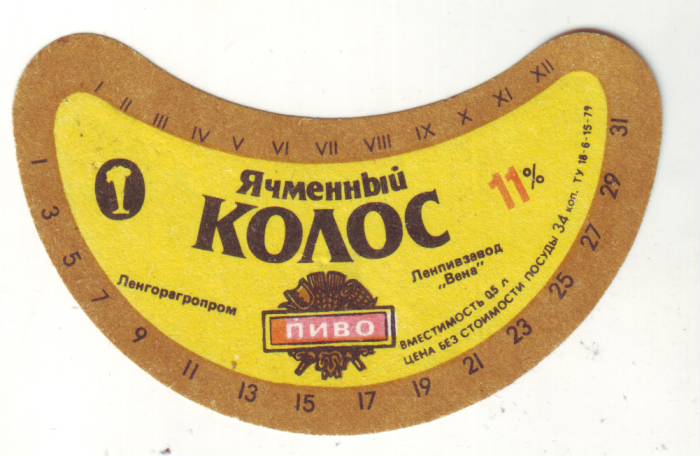 I II III IV V VI VII VIII IX X XI XII
Ячменный
КОЛОС
11%
Ленгорагропром
Ленпивзавод
„Вена"
ПИВО
ВМЕСТИМОСТЬ 0,5 л
ЦЕНА БЕЗ СТОИМОСТИ ПОСУДЫ 34 коп. ТУ 18-6-15-79
1 3 5 7 9 11 13 15 17 19 21 23 25 27 29 31